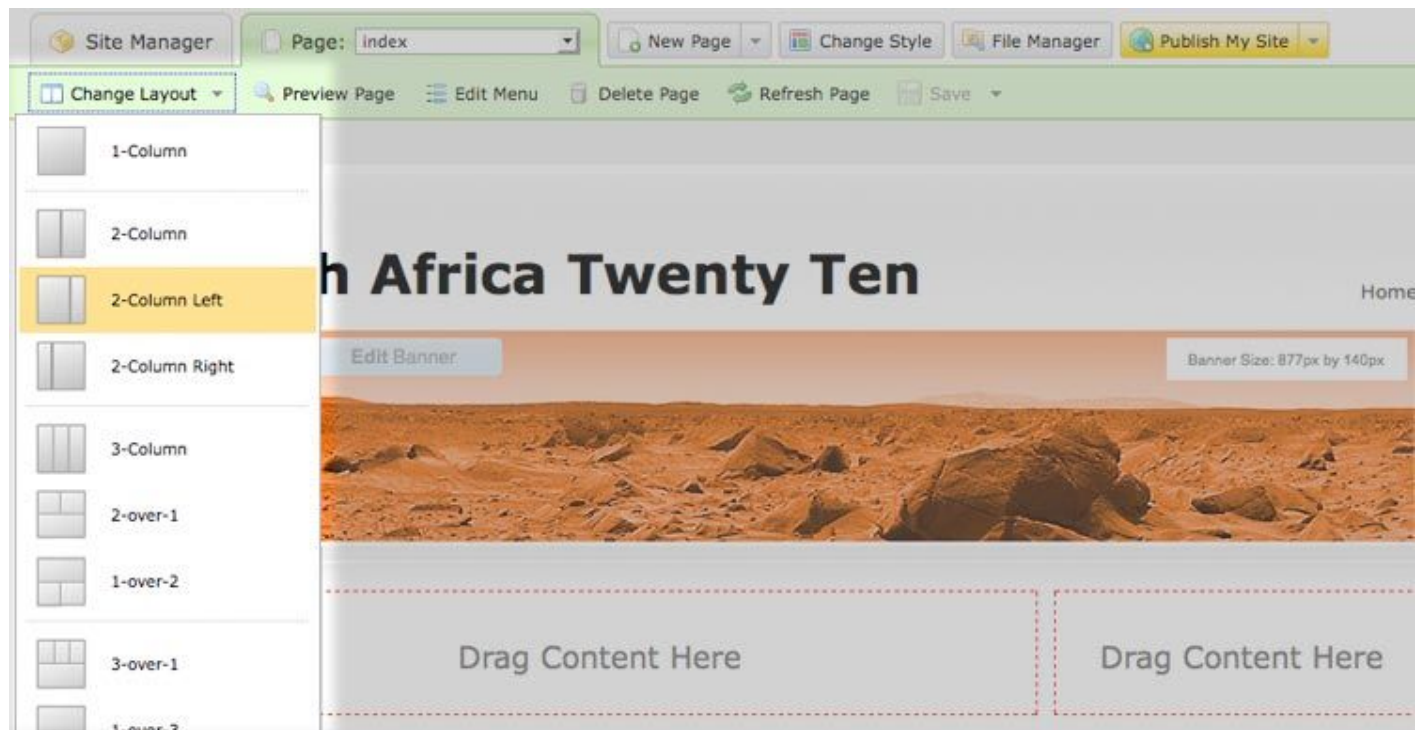 Site Manager
Page: index
New Page
Change Style
File Manager
Publish My Site
Change Layout
Preview Page
Edit Menu
Delete Page
Refresh Page
Save
1-Column
2-Column
2-Column Left
2-Column Right
3-Column
2-over-1
1-over-2
3-over-1
h Africa Twenty Ten
Home
Edit Banner
Banner Size: 877px by 140px
Drag Content Here
Drag Content Here